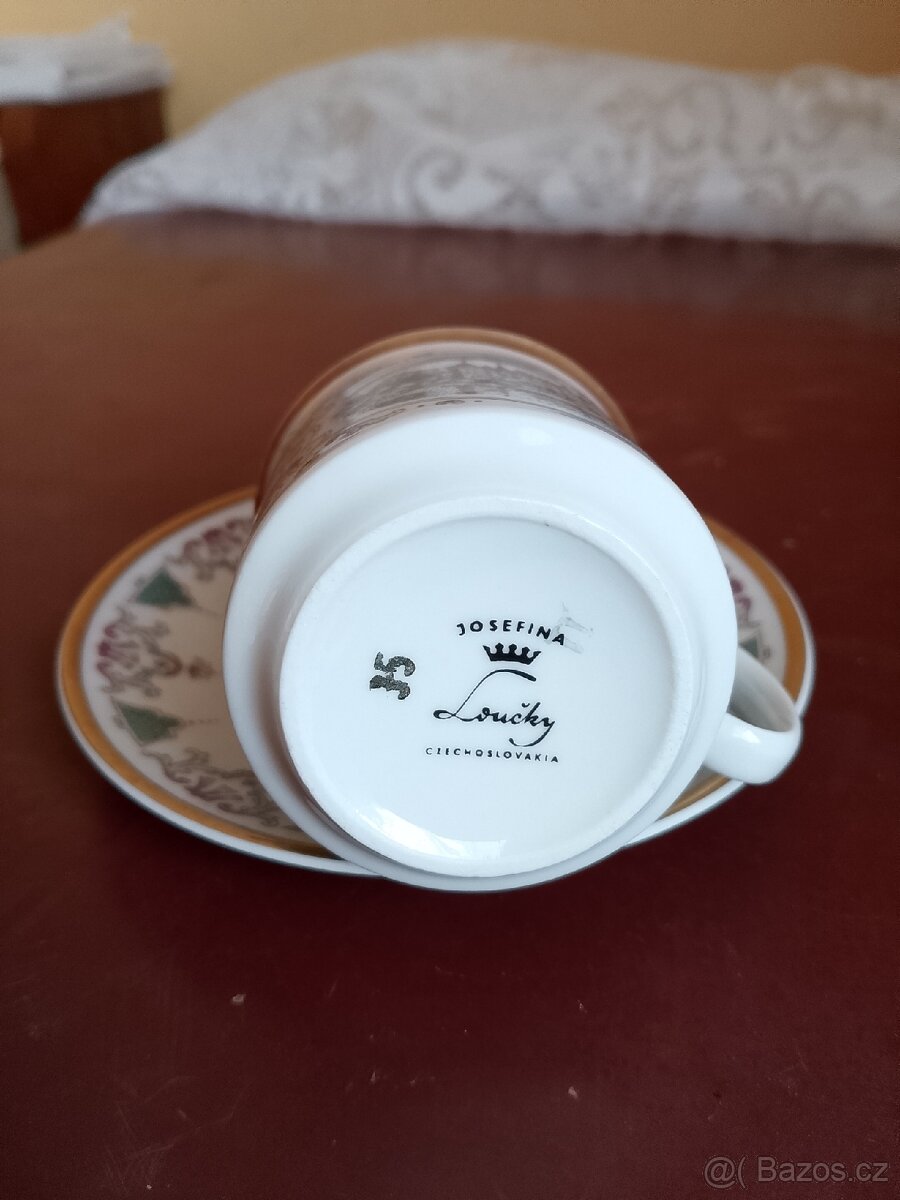 JOSEFINA
Loučky
CZECHOSLOVAKIA
35
@( Bazos.cz